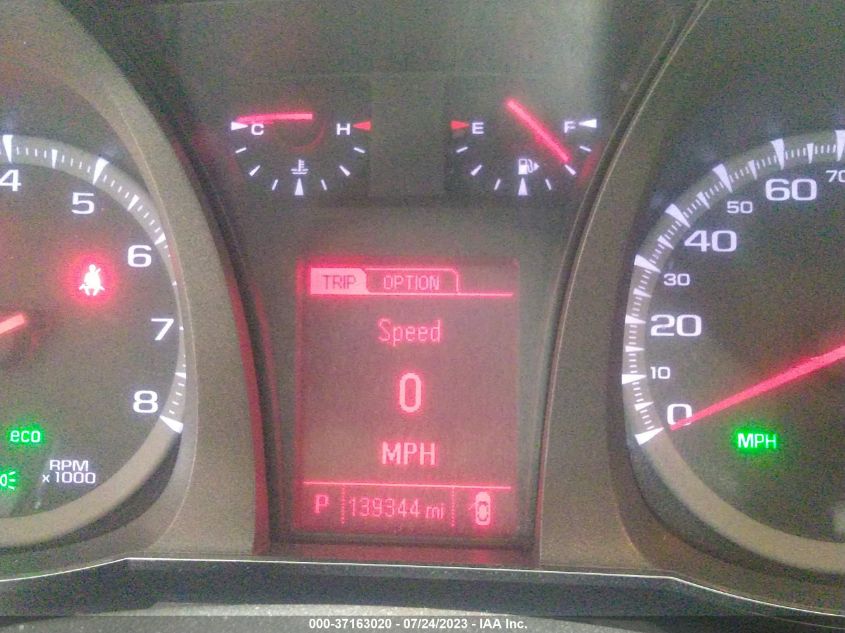 C H E F
4 5 6 7 8
eco
RPM
x 1000
TRIP OPTION
Speed
0
MPH
P 139344 mi
0 10 20 30 40 50 60 70
MPH
000-37163020 - 07/24/2023 - IAA Inc.